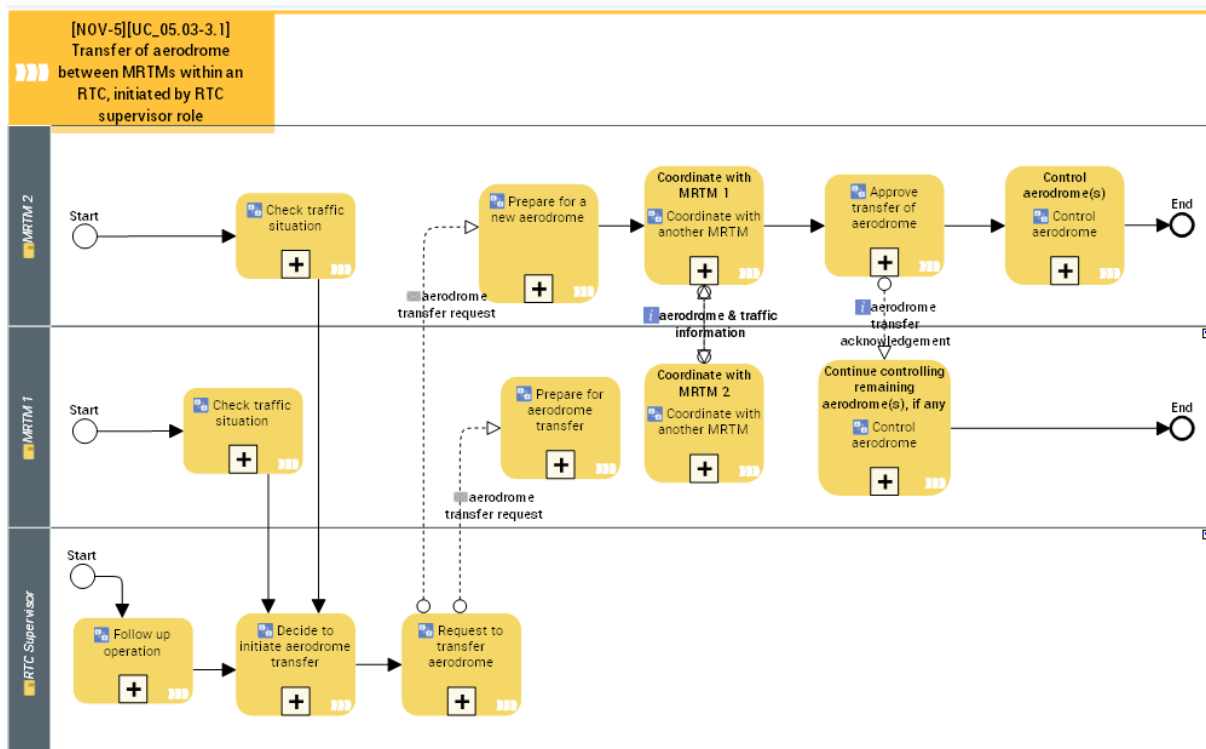 [NOV-5][UC_05.03-3.1]
Transfer of aerodrome
between MRTMs within an
RTC, initiated by RTC
supervisor role
MRTM 2
Start
Check traffic
situation
Prepare for a
new aerodrome
Coordinate with
MRTM 1
Coordinate with
another MRTM
Approve
transfer of
aerodrome
Control
aerodrome(s)
Control
aerodrome
End
aerodrome
transfer request
aerodrome & traffic
information
aerodrome
transfer
acknowledgement
MRTM 1
Start
Check traffic
situation
Prepare for
aerodrome
transfer
Coordinate with
MRTM 2
Coordinate with
another MRTM
Continue controlling
remaining
aerodrome(s), if any
Control
aerodrome
End
aerodrome
transfer request
RTC Supervisor
Start
Follow up
operation
Decide to
initiate aerodrome
transfer
Request to
transfer
aerodrome